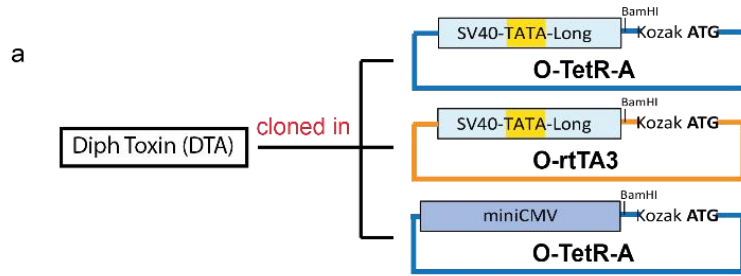 a
Diph Toxin (DTA)
cloned in
SV40-TATA-Long
BamHI
Kozak ATG
O-TetR-A
SV40-TATA-Long
BamHI
Kozak ATG
O-rtTA3
miniCMV
BamHI
Kozak ATG
O-TetR-A